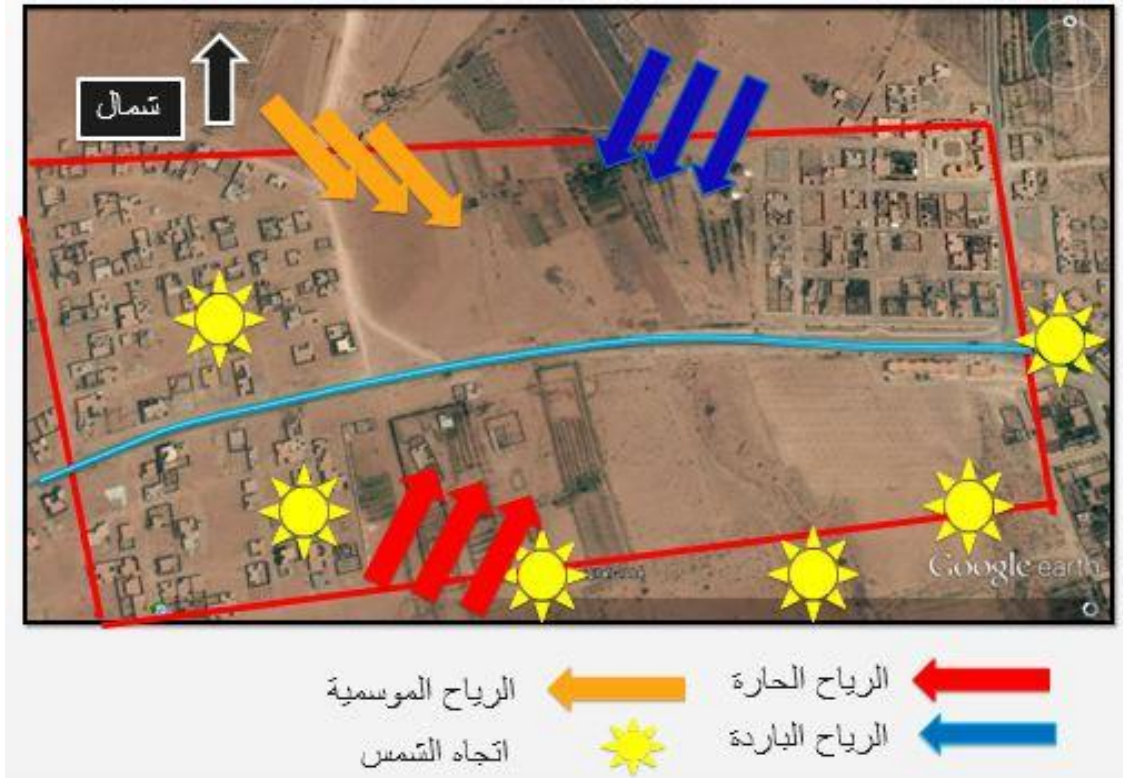 شمال
Google earth
الرياح الحارة
الرياح الموسمية
الرياح الباردة
اتجاه الشمس